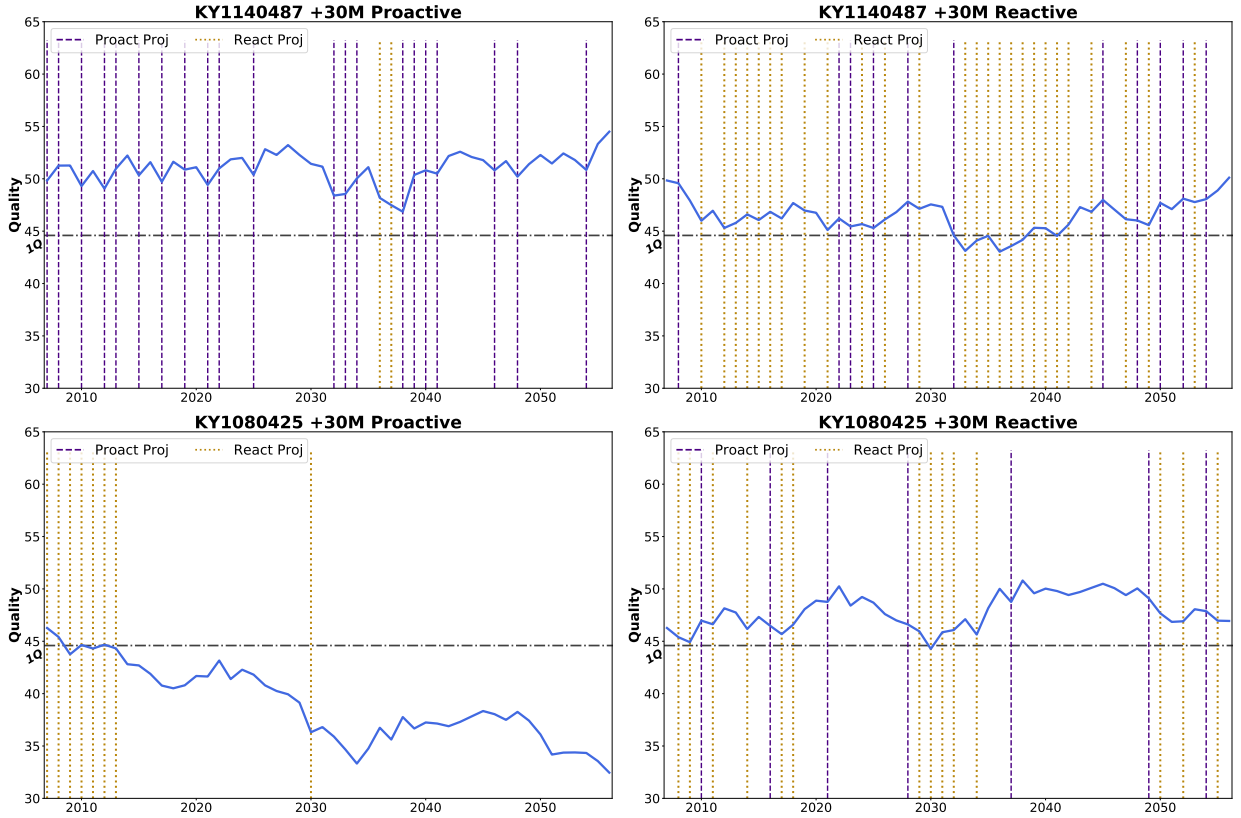 KY1140487 +30M Proactive
Proact Proj
React Proj
65
60
55
50
45
40
35
30
1Q
Quality
2010
2020
2030
2040
2050
KY1140487 +30M Reactive
Proact Proj
React Proj
65
60
55
50
45
40
35
30
1Q
Quality
2010
2020
2030
2040
2050
KY1080425 +30M Proactive
Proact Proj
React Proj
65
60
55
50
45
40
35
30
1Q
Quality
2010
2020
2030
2040
2050
KY1080425 +30M Reactive
Proact Proj
React Proj
65
60
55
50
45
40
35
30
1Q
Quality
2010
2020
2030
2040
2050